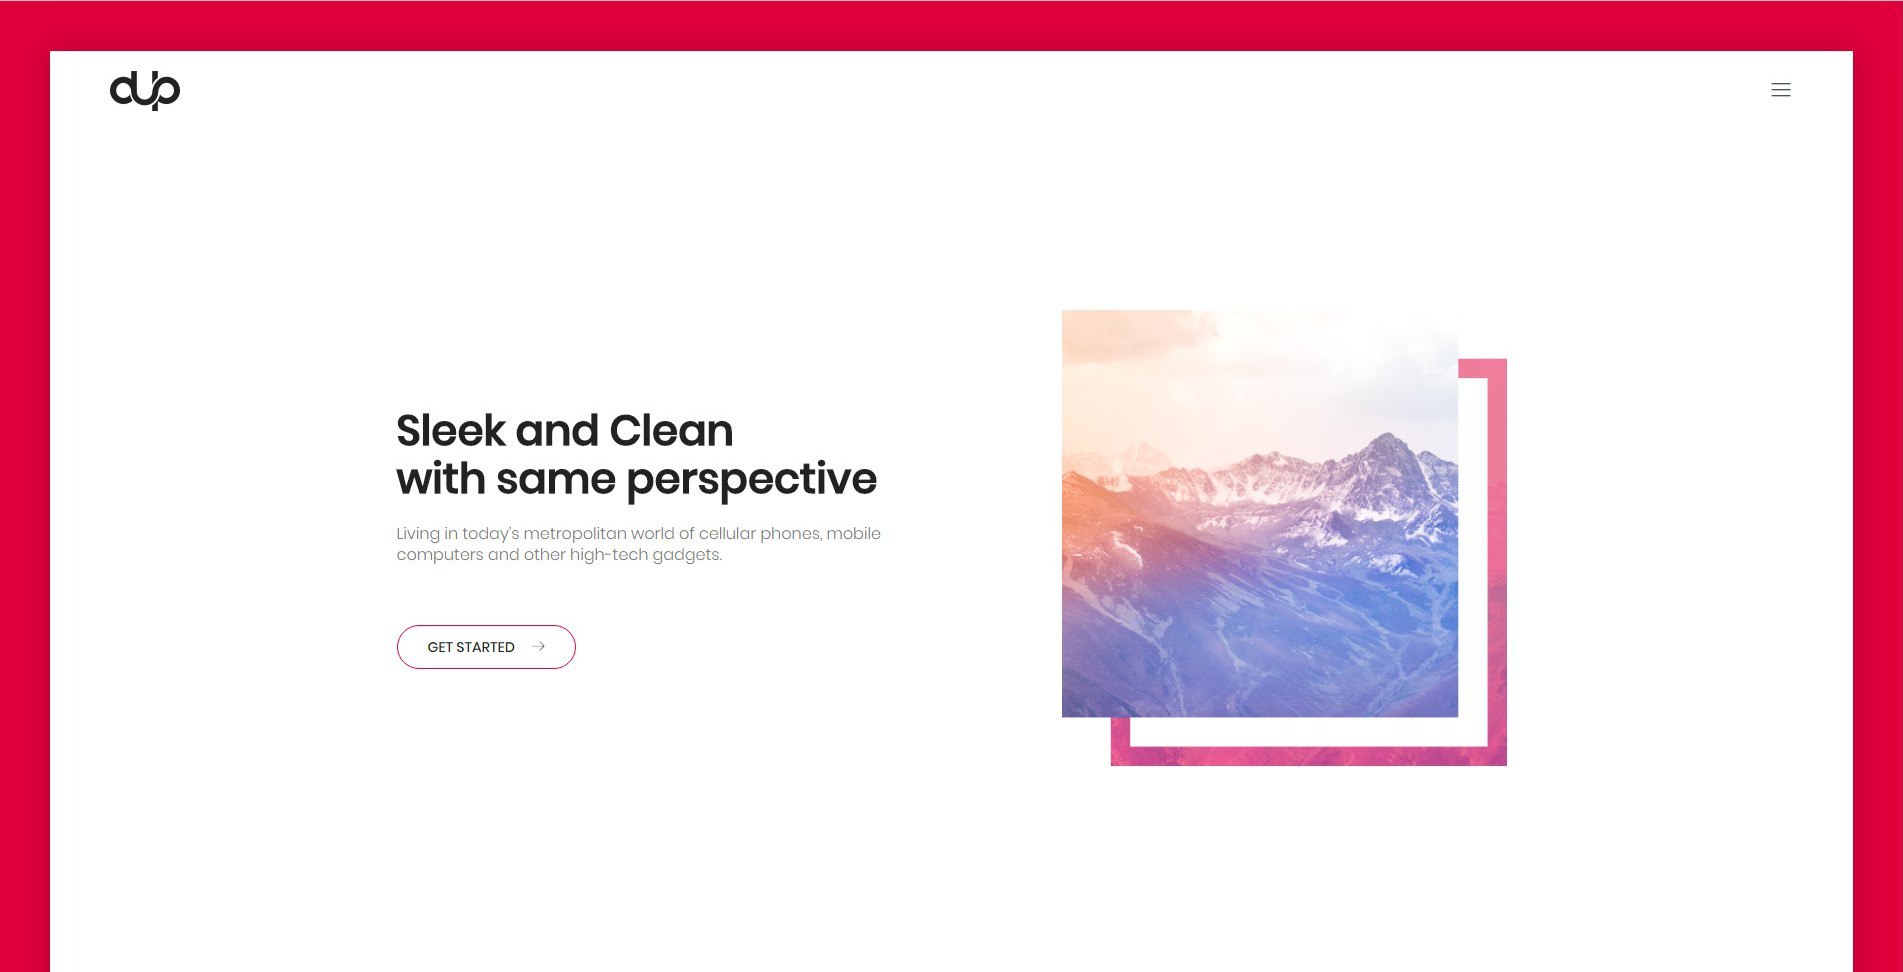 dup
Sleek and Clean
with same perspective
Living in today's metropolitan world of cellular phones, mobile
computers and other high-tech gadgets.
GET STARTED